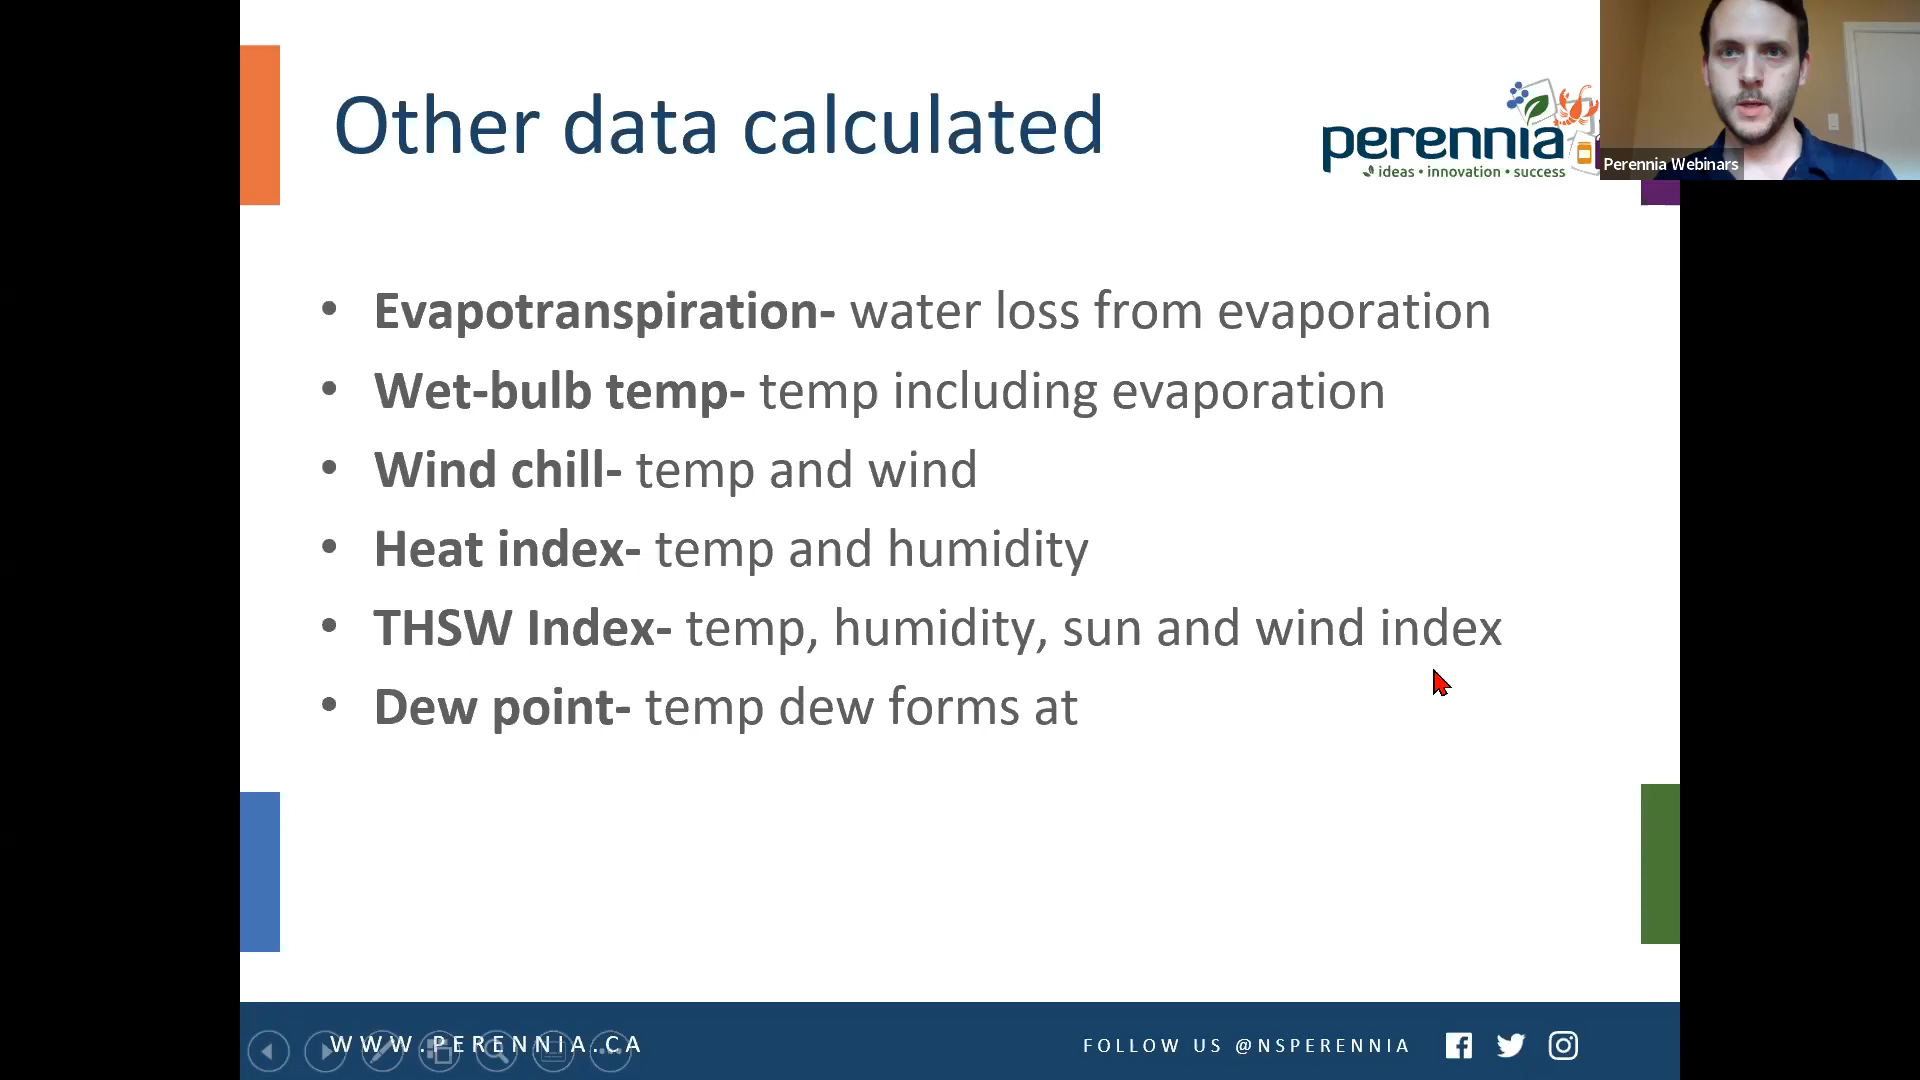 Other data calculated
perennia
ideas • innovation • success
Perennia Webinars
• Evapotranspiration- water loss from evaporation
• Wet-bulb temp- temp including evaporation
• Wind chill- temp and wind
• Heat index- temp and humidity
• THSW Index- temp, humidity, sun and wind index
• Dew point- temp dew forms at
WWW.PERENNIA.CA
FOLLOW US @NSPERENNIA